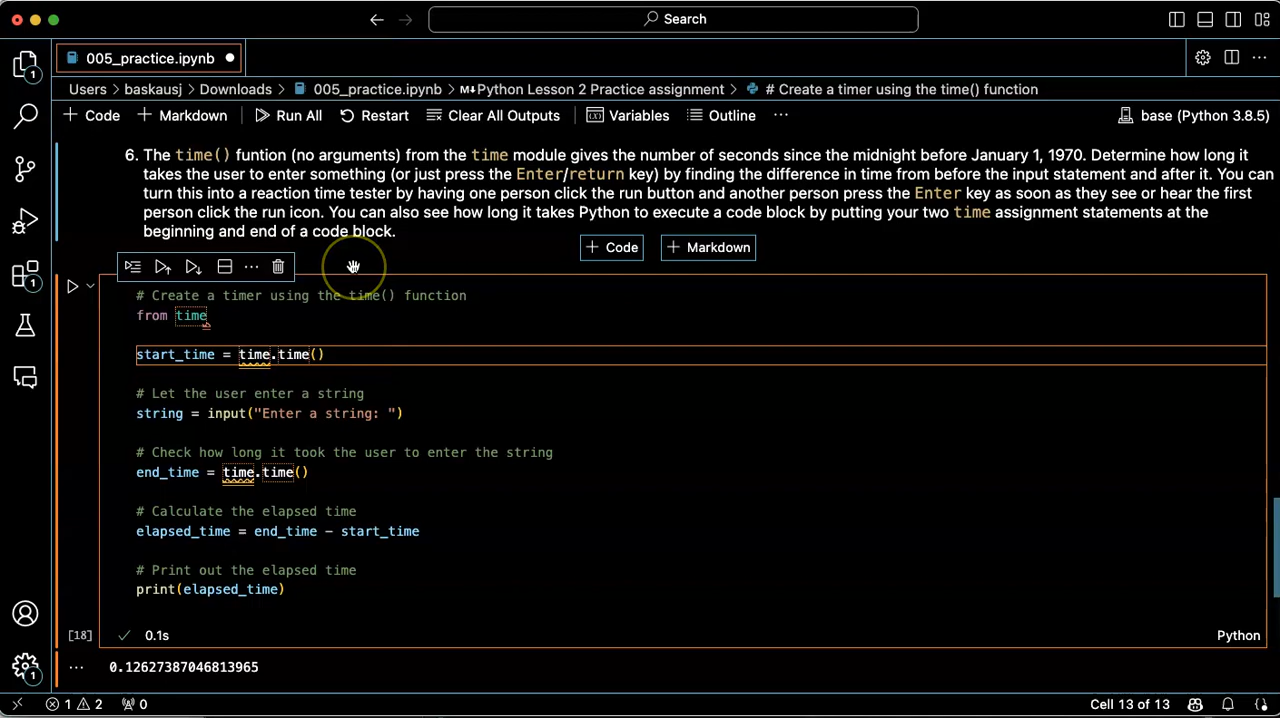 Search
005_practice.ipynb
Users > baskausj > Downloads > 005_practice.ipynb > M↓Python Lesson 2 Practice assignment > # Create a timer using the time() function
+ Code + Markdown Run All Restart Clear All Outputs Variables Outline ... base (Python 3.8.5)
6. The time() funtion (no arguments) from the time module gives the number of seconds since the midnight before January 1, 1970. Determine how long it
takes the user to enter something (or just press the Enter/return key) by finding the difference in time from before the input statement and after it. You can
turn this into a reaction time tester by having one person click the run button and another person press the Enter key as soon as they see or hear the first
person click the run icon. You can also see how long it takes Python to execute a code block by putting your two time assignment statements at the
beginning and end of a code block.
+ Code + Markdown
# Create a timer using the time() function
from time
start_time = time.time()
# Let the user enter a string
string = input("Enter a string: ")
# Check how long it took the user to enter the string
end_time = time.time()
# Calculate the elapsed time
elapsed_time = end_time - start_time
# Print out the elapsed time
print(elapsed_time)
[18] 0.1s Python
... 0.12627387046813965
1 2 0 Cell 13 of 13
1
1
1